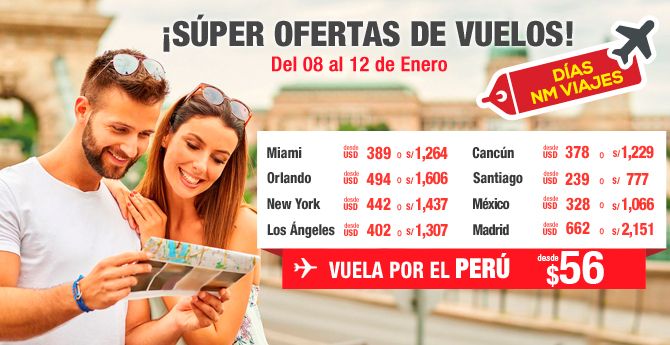 ¡SÚPER OFERTAS DE VUELOS!
Del 08 al 12 de Enero
DÍAS
NM VIAJES
Miami desde USD 389 o S/ 1,264
Orlando desde USD 494 o S/ 1,606
New York desde USD 442 o S/ 1,437
Los Ángeles desde USD 402 o S/ 1,307
Cancún desde USD 378 o S/ 1,229
Santiago desde USD 239 o S/ 777
México desde USD 328 o S/ 1,066
Madrid desde USD 662 o S/ 2,151
VUELA POR EL PERÚ desde $56